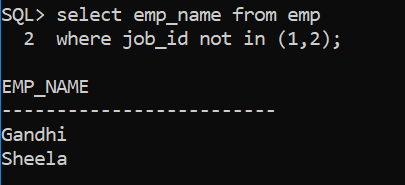 SQL> select emp_name from emp
  2  where job_id not in (1,2);
EMP_NAME
-------------------------
Gandhi
Sheela